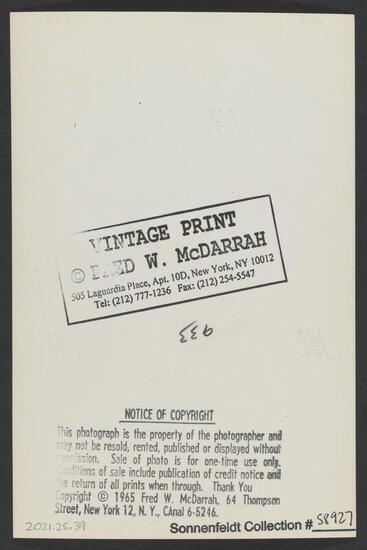 VINTAGE PRINT
© FRED W. McDARRAH
505 Laguardia Place, Apt. 10D, New York, NY 10012
Tel: (212) 777-1236 Fax: (212) 254-5547
933
NOTICE OF COPYRIGHT
This photograph is the property of the photographer and
may not be resold, rented, published or displayed without
permission. Sale of photo is for one-time use only.
Conditions of sale include publication of credit notice and
the return of all prints when through. Thank You
Copyright © 1965 Fred W. McDarrah, 64 Thompson
Street, New York 12, N. Y., CAnal 6-5246.
2021.25.39
Sonnenfeldt Collection # 58927